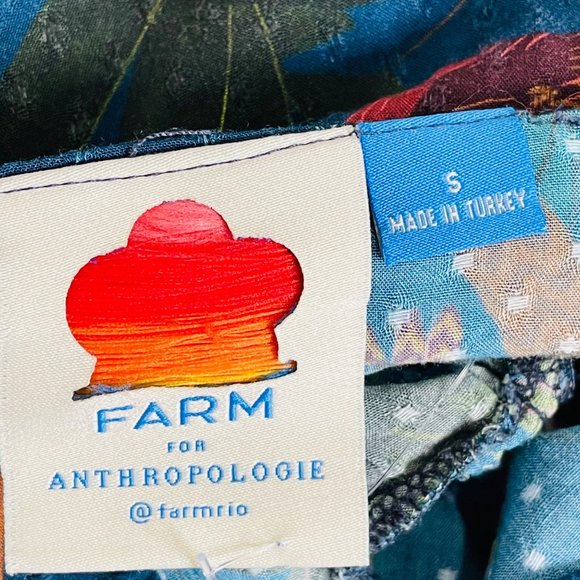 S
MADE IN TURKEY
FARM
FOR
ANTHROPOLOGIE
@farmrio